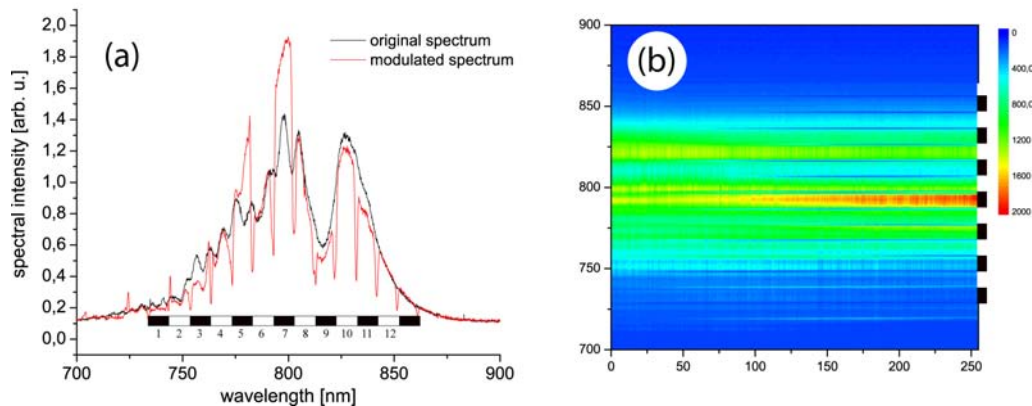 (a)
original spectrum
modulated spectrum
spectral intensity [arb. u.]
2,0
1,8
1,6
1,4
1,2
1,0
0,8
0,6
0,4
0,2
0,0
1 2 3 4 5 6 7 8 9 10 11 12
700 750 800 850 900
wavelength [nm]
(b)
900
850
800
750
700
0 50 100 150 200 250
0
400,0
800,0
1200
1600
2000